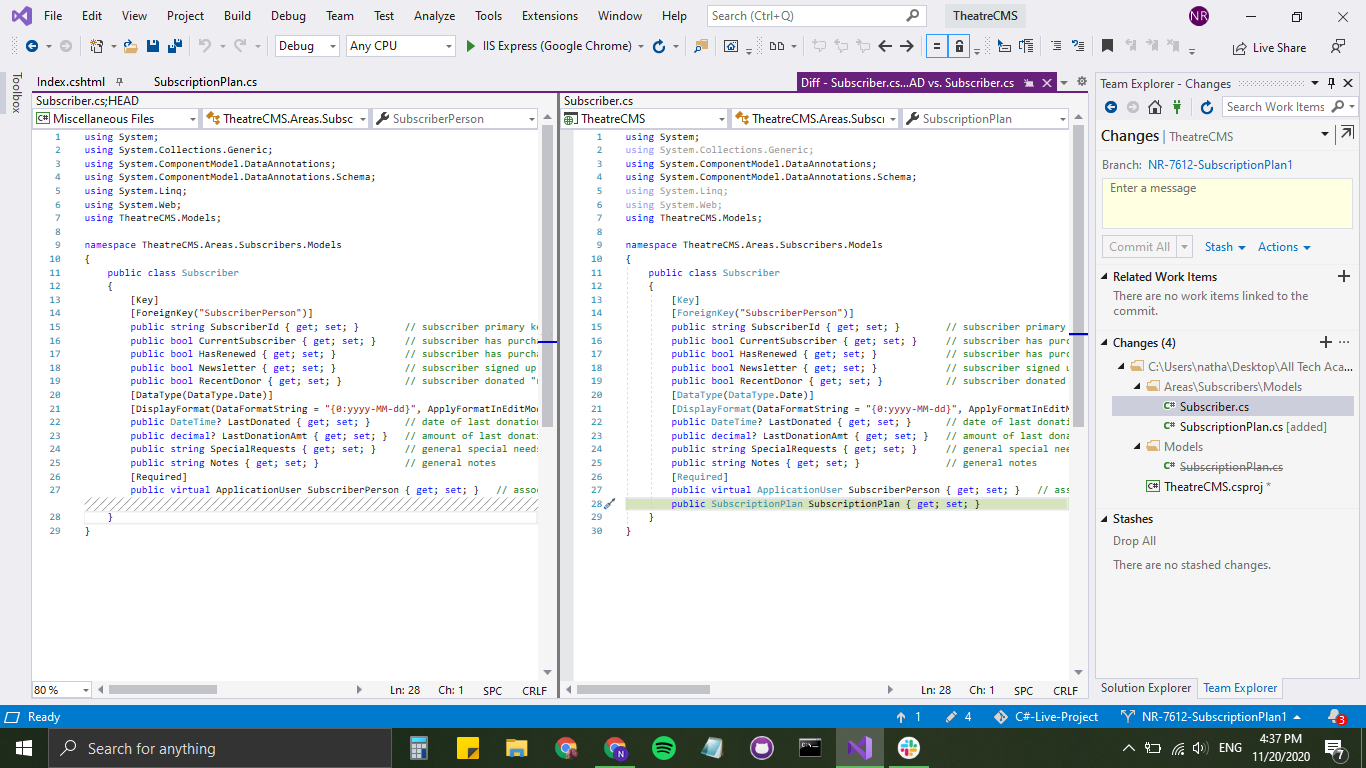 File Edit View Project Build Debug Team Test Analyze Tools Extensions Window Help Search (Ctrl+Q) TheatreCMS NR
Debug Any CPU IIS Express (Google Chrome) Live Share
Toolbox
Index.cshtml SubscriptionPlan.cs Diff - Subscriber.cs...AD vs. Subscriber.cs
Subscriber.cs;HEAD
Miscellaneous Files TheatreCMS.Areas.Subsc SubscriberPerson
1 using System;
2 using System.Collections.Generic;
3 using System.ComponentModel.DataAnnotations;
4 using System.ComponentModel.DataAnnotations.Schema;
5 using System.Linq;
6 using System.Web;
7 using TheatreCMS.Models;
8
9 namespace TheatreCMS.Areas.Subscribers.Models
10 {
11 public class Subscriber
12 {
13 [Key]
14 [ForeignKey("SubscriberPerson")]
15 public string SubscriberId { get; set; } // subscriber primary ke
16 public bool CurrentSubscriber { get; set; } // subscriber has purcha
17 public bool HasRenewed { get; set; } // subscriber has purcha
18 public bool Newsletter { get; set; } // subscriber signed up
19 public bool RecentDonor { get; set; } // subscriber donated "r
20 [DataType(DataType.Date)]
21 [DisplayFormat(DataFormatString = "{0:yyyy-MM-dd}", ApplyFormatInEditMo
22 public DateTime? LastDonated { get; set; } // date of last donation
23 public decimal? LastDonationAmt { get; set; } // amount of last donati
24 public string SpecialRequests { get; set; } // general special needs
25 public string Notes { get; set; } // general notes
26 [Required]
27 public virtual ApplicationUser SubscriberPerson { get; set; } // asso
28 }
29 }
80 % Ln: 28 Ch: 1 SPC CRLF
Subscriber.cs
TheatreCMS TheatreCMS.Areas.Subscr SubscriptionPlan
1 using System;
2 using System.Collections.Generic;
3 using System.ComponentModel.DataAnnotations;
4 using System.ComponentModel.DataAnnotations.Schema;
5 using System.Linq;
6 using System.Web;
7 using TheatreCMS.Models;
8
9 namespace TheatreCMS.Areas.Subscribers.Models
10 {
11 public class Subscriber
12 {
13 [Key]
14 [ForeignKey("SubscriberPerson")]
15 public string SubscriberId { get; set; } // subscriber primary
16 public bool CurrentSubscriber { get; set; } // subscriber has purc
17 public bool HasRenewed { get; set; } // subscriber has purc
18 public bool Newsletter { get; set; } // subscriber signed u
19 public bool RecentDonor { get; set; } // subscriber donated
20 [DataType(DataType.Date)]
21 [DisplayFormat(DataFormatString = "{0:yyyy-MM-dd}", ApplyFormatInEditM
22 public DateTime? LastDonated { get; set; } // date of last donati
23 public decimal? LastDonationAmt { get; set; } // amount of last dona
24 public string SpecialRequests { get; set; } // general special nee
25 public string Notes { get; set; } // general notes
26 [Required]
27 public virtual ApplicationUser SubscriberPerson { get; set; } // ass
28 public SubscriptionPlan SubscriptionPlan { get; set; }
29 }
30 }
Ln: 28 Ch: 1 SPC CRLF
Team Explorer - Changes
Search Work Items
Changes | TheatreCMS
Branch: NR-7612-SubscriptionPlan1
Enter a message
Commit All Stash Actions
Related Work Items
There are no work items linked to the
commit.
Changes (4)
C:\Users\natha\Desktop\All Tech Aca...
Areas\Subscribers\Models
C# Subscriber.cs
C# SubscriptionPlan.cs [added]
Models
C# SubscriptionPlan.cs
C# TheatreCMS.csproj *
Stashes
Drop All
There are no stashed changes.
Solution Explorer Team Explorer
Ready 1 4 C#-Live-Project NR-7612-SubscriptionPlan1 3
Search for anything N ENG 4:37 PM
11/20/2020 7